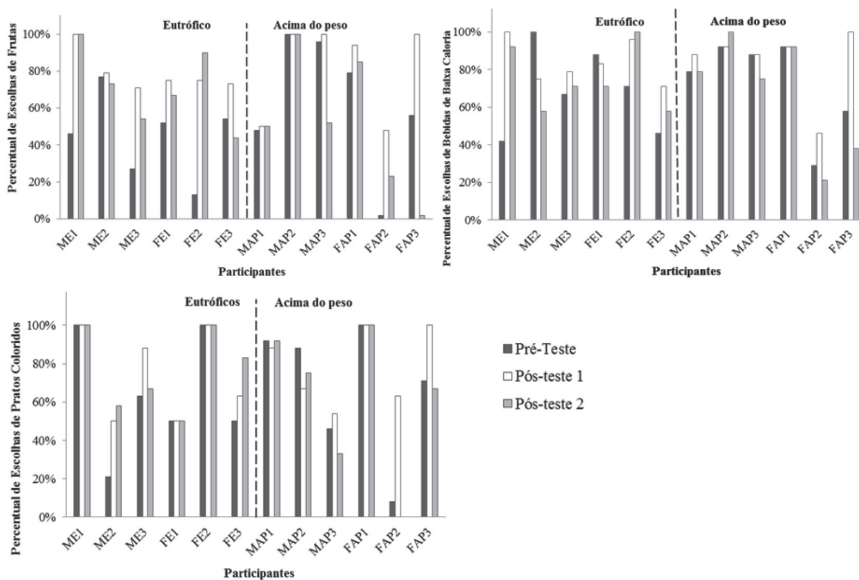 Percentual de Escolhas de Frutas
Eutrófico
Acima do peso
100%
80%
60%
40%
20%
0%
ME1
ME2
ME3
FE1
FE2
FE3
MAP1
MAP2
MAP3
FAP1
FAP2
FAP3
Participantes
Percentual de Escolhas de Bebidas de Baixa Caloria
Eutrófico
Acima do peso
100%
80%
60%
40%
20%
0%
ME1
ME2
ME3
FE1
FE2
FE3
MAP1
MAP2
MAP3
FAP1
FAP2
FAP3
Participantes
Percentual de Escolhas de Pratos Coloridos
Eutróficos
Acima do peso
100%
80%
60%
40%
20%
0%
ME1
ME2
ME3
FE1
FE2
FE3
MAP1
MAP2
MAP3
FAP1
FAP2
FAP3
Participantes
Pré-Teste
Pós-teste 1
Pós-teste 2